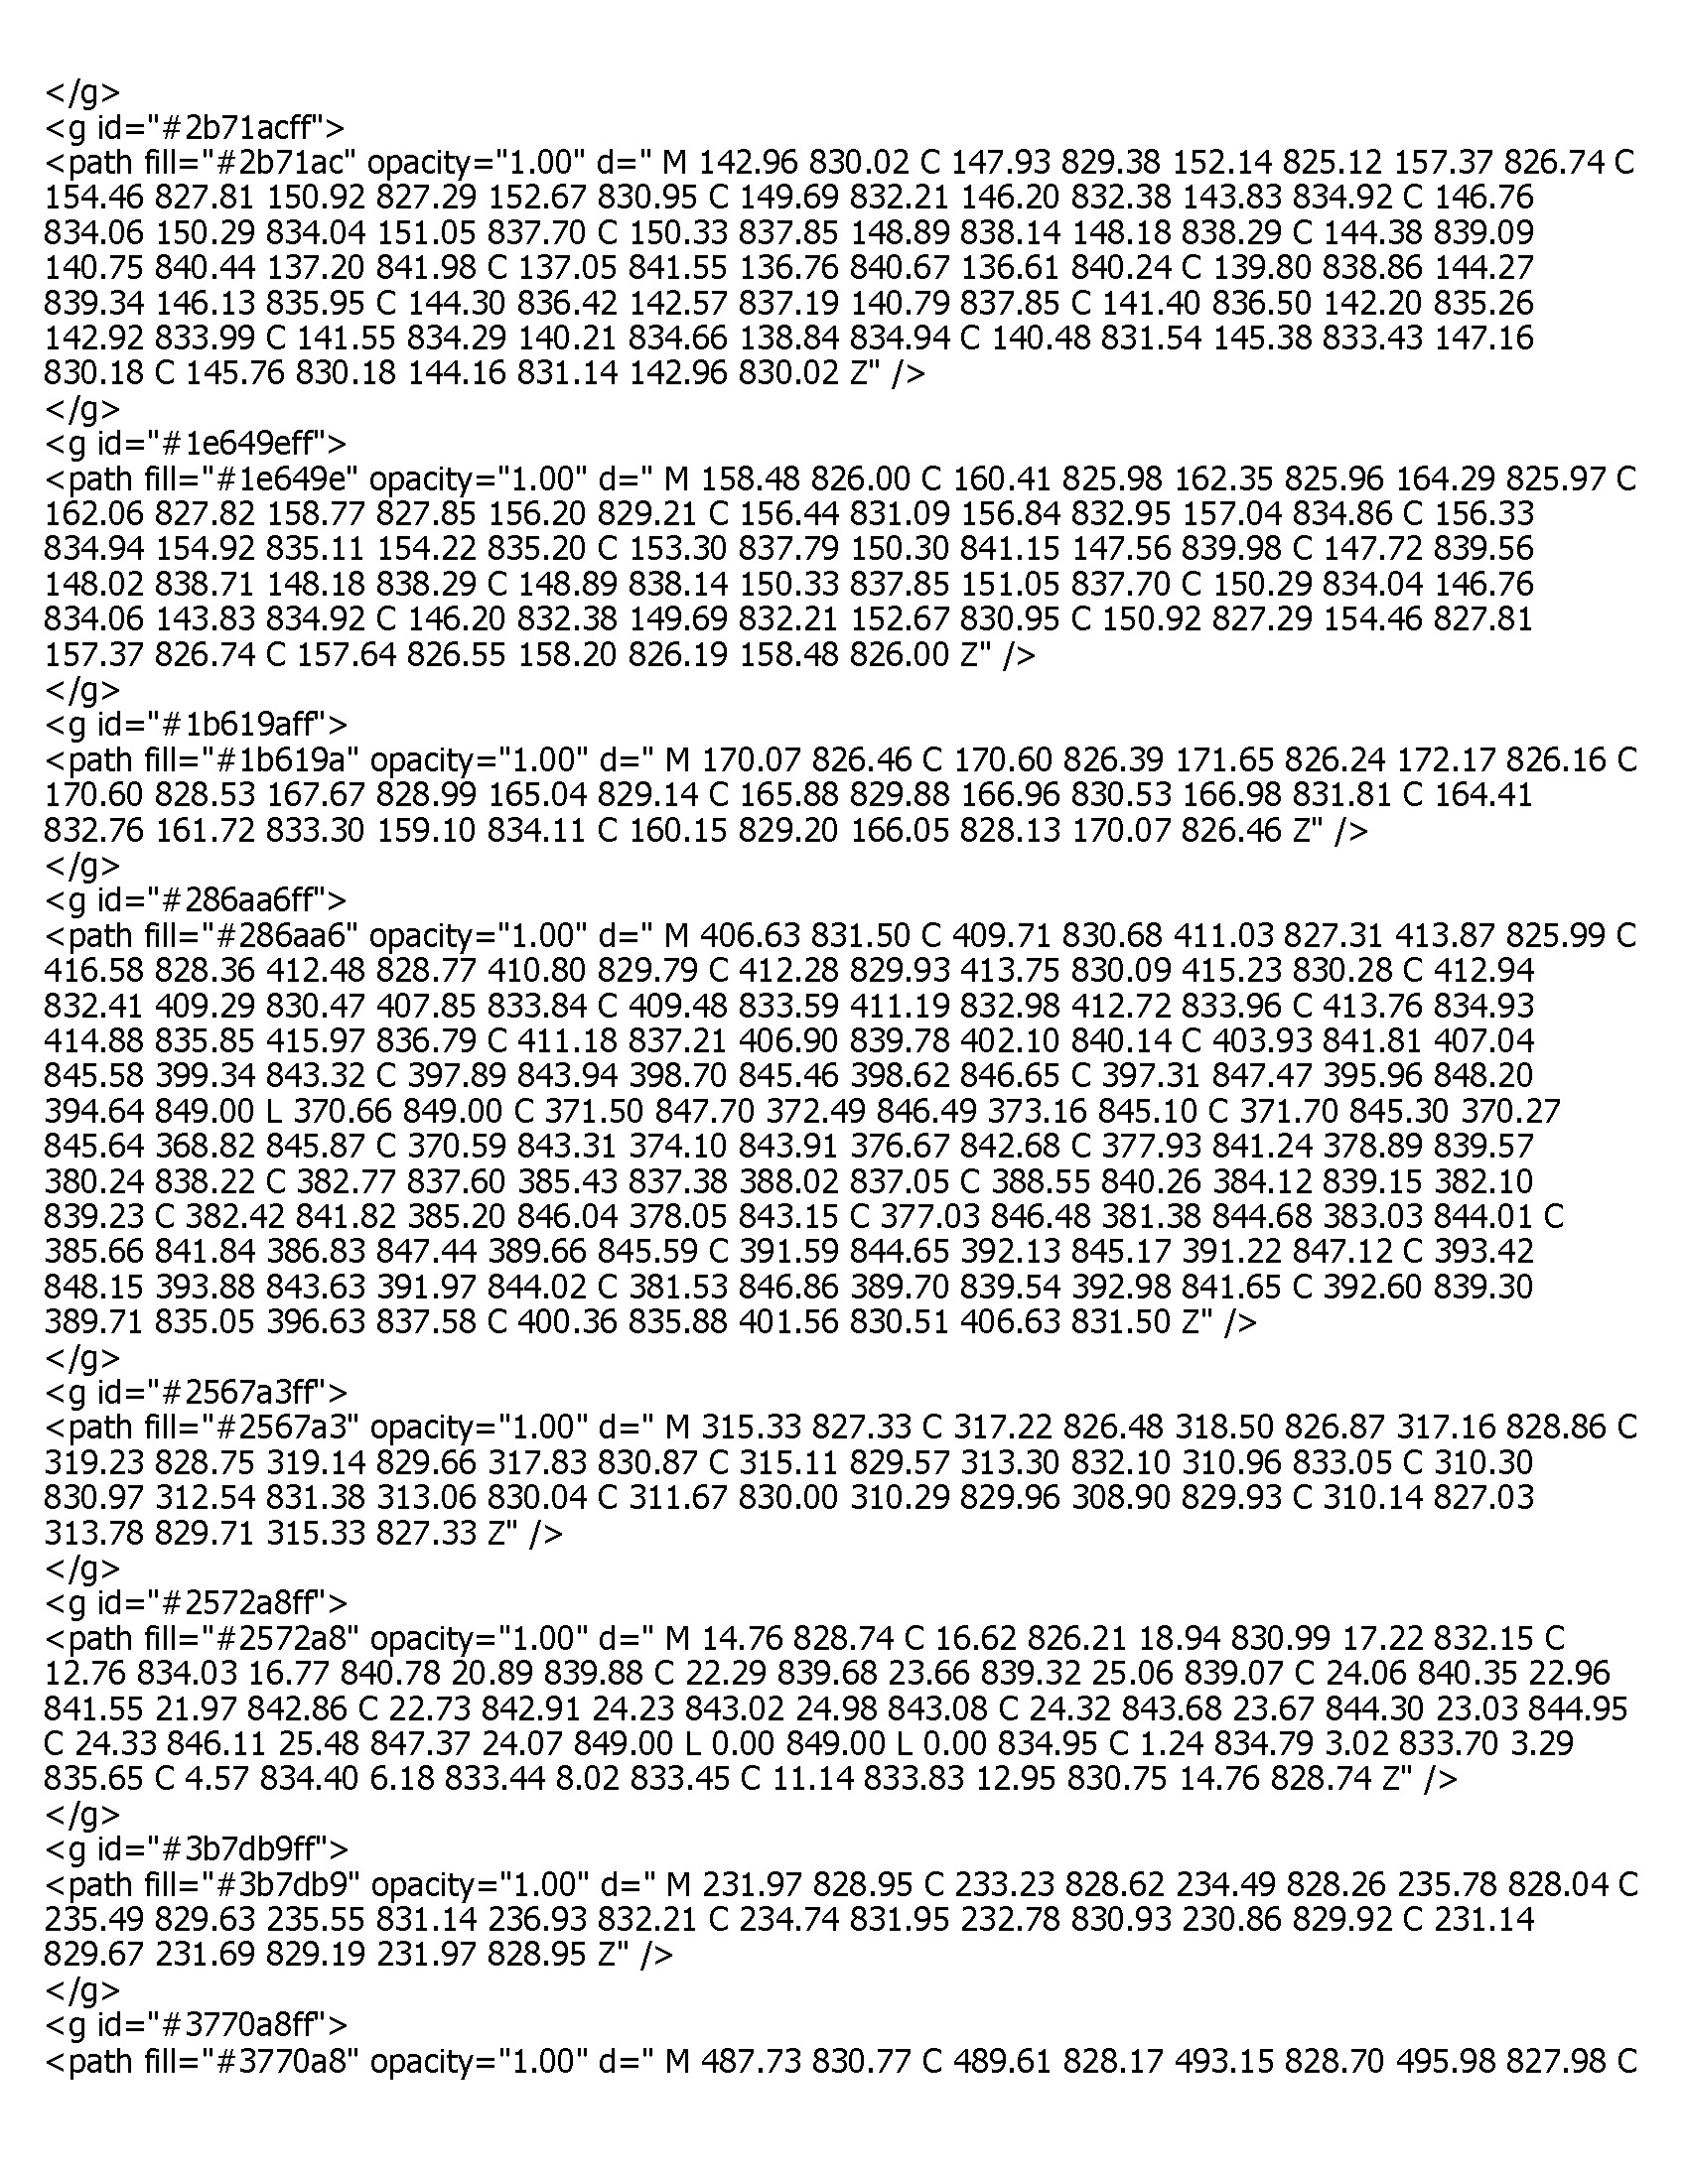 </g>
<g id="#2b71acff">
<path fill="#2b71ac" opacity="1.00" d=" M 142.96 830.02 C 147.93 829.38 152.14 825.12 157.37 826.74 C
154.46 827.81 150.92 827.29 152.67 830.95 C 149.69 832.21 146.20 832.38 143.83 834.92 C 146.76
834.06 150.29 834.04 151.05 837.70 C 150.33 837.85 148.89 838.14 148.18 838.29 C 144.38 839.09
140.75 840.44 137.20 841.98 C 137.05 841.55 136.76 840.67 136.61 840.24 C 139.80 838.86 144.27
839.34 146.13 835.95 C 144.30 836.42 142.57 837.19 140.79 837.85 C 141.40 836.50 142.20 835.26
142.92 833.99 C 141.55 834.29 140.21 834.66 138.84 834.94 C 140.48 831.54 145.38 833.43 147.16
830.18 C 145.76 830.18 144.16 831.14 142.96 830.02 Z" />
</g>
<g id="#1e649eff">
<path fill="#1e649e" opacity="1.00" d=" M 158.48 826.00 C 160.41 825.98 162.35 825.96 164.29 825.97 C
162.06 827.82 158.77 827.85 156.20 829.21 C 156.44 831.09 156.84 832.95 157.04 834.86 C 156.33
834.94 154.92 835.11 154.22 835.20 C 153.30 837.79 150.30 841.15 147.56 839.98 C 147.72 839.56
148.02 838.71 148.18 838.29 C 148.89 838.14 150.33 837.85 151.05 837.70 C 150.29 834.04 146.76
834.06 143.83 834.92 C 146.20 832.38 149.69 832.21 152.67 830.95 C 150.92 827.29 154.46 827.81
157.37 826.74 C 157.64 826.55 158.20 826.19 158.48 826.00 Z" />
</g>
<g id="#1b619aff">
<path fill="#1b619a" opacity="1.00" d=" M 170.07 826.46 C 170.60 826.39 171.65 826.24 172.17 826.16 C
170.60 828.53 167.67 828.99 165.04 829.14 C 165.88 829.88 166.96 830.53 166.98 831.81 C 164.41
832.76 161.72 833.30 159.10 834.11 C 160.15 829.20 166.05 828.13 170.07 826.46 Z" />
</g>
<g id="#286aa6ff">
<path fill="#286aa6" opacity="1.00" d=" M 406.63 831.50 C 409.71 830.68 411.03 827.31 413.87 825.99 C
416.58 828.36 412.48 828.77 410.80 829.79 C 412.28 829.93 413.75 830.09 415.23 830.28 C 412.94
832.41 409.29 830.47 407.85 833.84 C 409.48 833.59 411.19 832.98 412.72 833.96 C 413.76 834.93
414.88 835.85 415.97 836.79 C 411.18 837.21 406.90 839.78 402.10 840.14 C 403.93 841.81 407.04
845.58 399.34 843.32 C 397.89 843.94 398.70 845.46 398.62 846.65 C 397.31 847.47 395.96 848.20
394.64 849.00 L 370.66 849.00 C 371.50 847.70 372.49 846.49 373.16 845.10 C 371.70 845.30 370.27
845.64 368.82 845.87 C 370.59 843.31 374.10 843.91 376.67 842.68 C 377.93 841.24 378.89 839.57
380.24 838.22 C 382.77 837.60 385.43 837.38 388.02 837.05 C 388.55 840.26 384.12 839.15 382.10
839.23 C 382.42 841.82 385.20 846.04 378.05 843.15 C 377.03 846.48 381.38 844.68 383.03 844.01 C
385.66 841.84 386.83 847.44 389.66 845.59 C 391.59 844.65 392.13 845.17 391.22 847.12 C 393.42
848.15 393.88 843.63 391.97 844.02 C 381.53 846.86 389.70 839.54 392.98 841.65 C 392.60 839.30
389.71 835.05 396.63 837.58 C 400.36 835.88 401.56 830.51 406.63 831.50 Z" />
</g>
<g id="#2567a3ff">
<path fill="#2567a3" opacity="1.00" d=" M 315.33 827.33 C 317.22 826.48 318.50 826.87 317.16 828.86 C
319.23 828.75 319.14 829.66 317.83 830.87 C 315.11 829.57 313.30 832.10 310.96 833.05 C 310.30
830.97 312.54 831.38 313.06 830.04 C 311.67 830.00 310.29 829.96 308.90 829.93 C 310.14 827.03
313.78 829.71 315.33 827.33 Z" />
</g>
<g id="#2572a8ff">
<path fill="#2572a8" opacity="1.00" d=" M 14.76 828.74 C 16.62 826.21 18.94 830.99 17.22 832.15 C
12.76 834.03 16.77 840.78 20.89 839.88 C 22.29 839.68 23.66 839.32 25.06 839.07 C 24.06 840.35 22.96
841.55 21.97 842.86 C 22.73 842.91 24.23 843.02 24.98 843.08 C 24.32 843.68 23.67 844.30 23.03 844.95
C 24.33 846.11 25.48 847.37 24.07 849.00 L 0.00 849.00 L 0.00 834.95 C 1.24 834.79 3.02 833.70 3.29
835.65 C 4.57 834.40 6.18 833.44 8.02 833.45 C 11.14 833.83 12.95 830.75 14.76 828.74 Z" />
</g>
<g id="#3b7db9ff">
<path fill="#3b7db9" opacity="1.00" d=" M 231.97 828.95 C 233.23 828.62 234.49 828.26 235.78 828.04 C
235.49 829.63 235.55 831.14 236.93 832.21 C 234.74 831.95 232.78 830.93 230.86 829.92 C 231.14
829.67 231.69 829.19 231.97 828.95 Z" />
</g>
<g id="#3770a8ff">
<path fill="#3770a8" opacity="1.00" d=" M 487.73 830.77 C 489.61 828.17 493.15 828.70 495.98 827.98 C